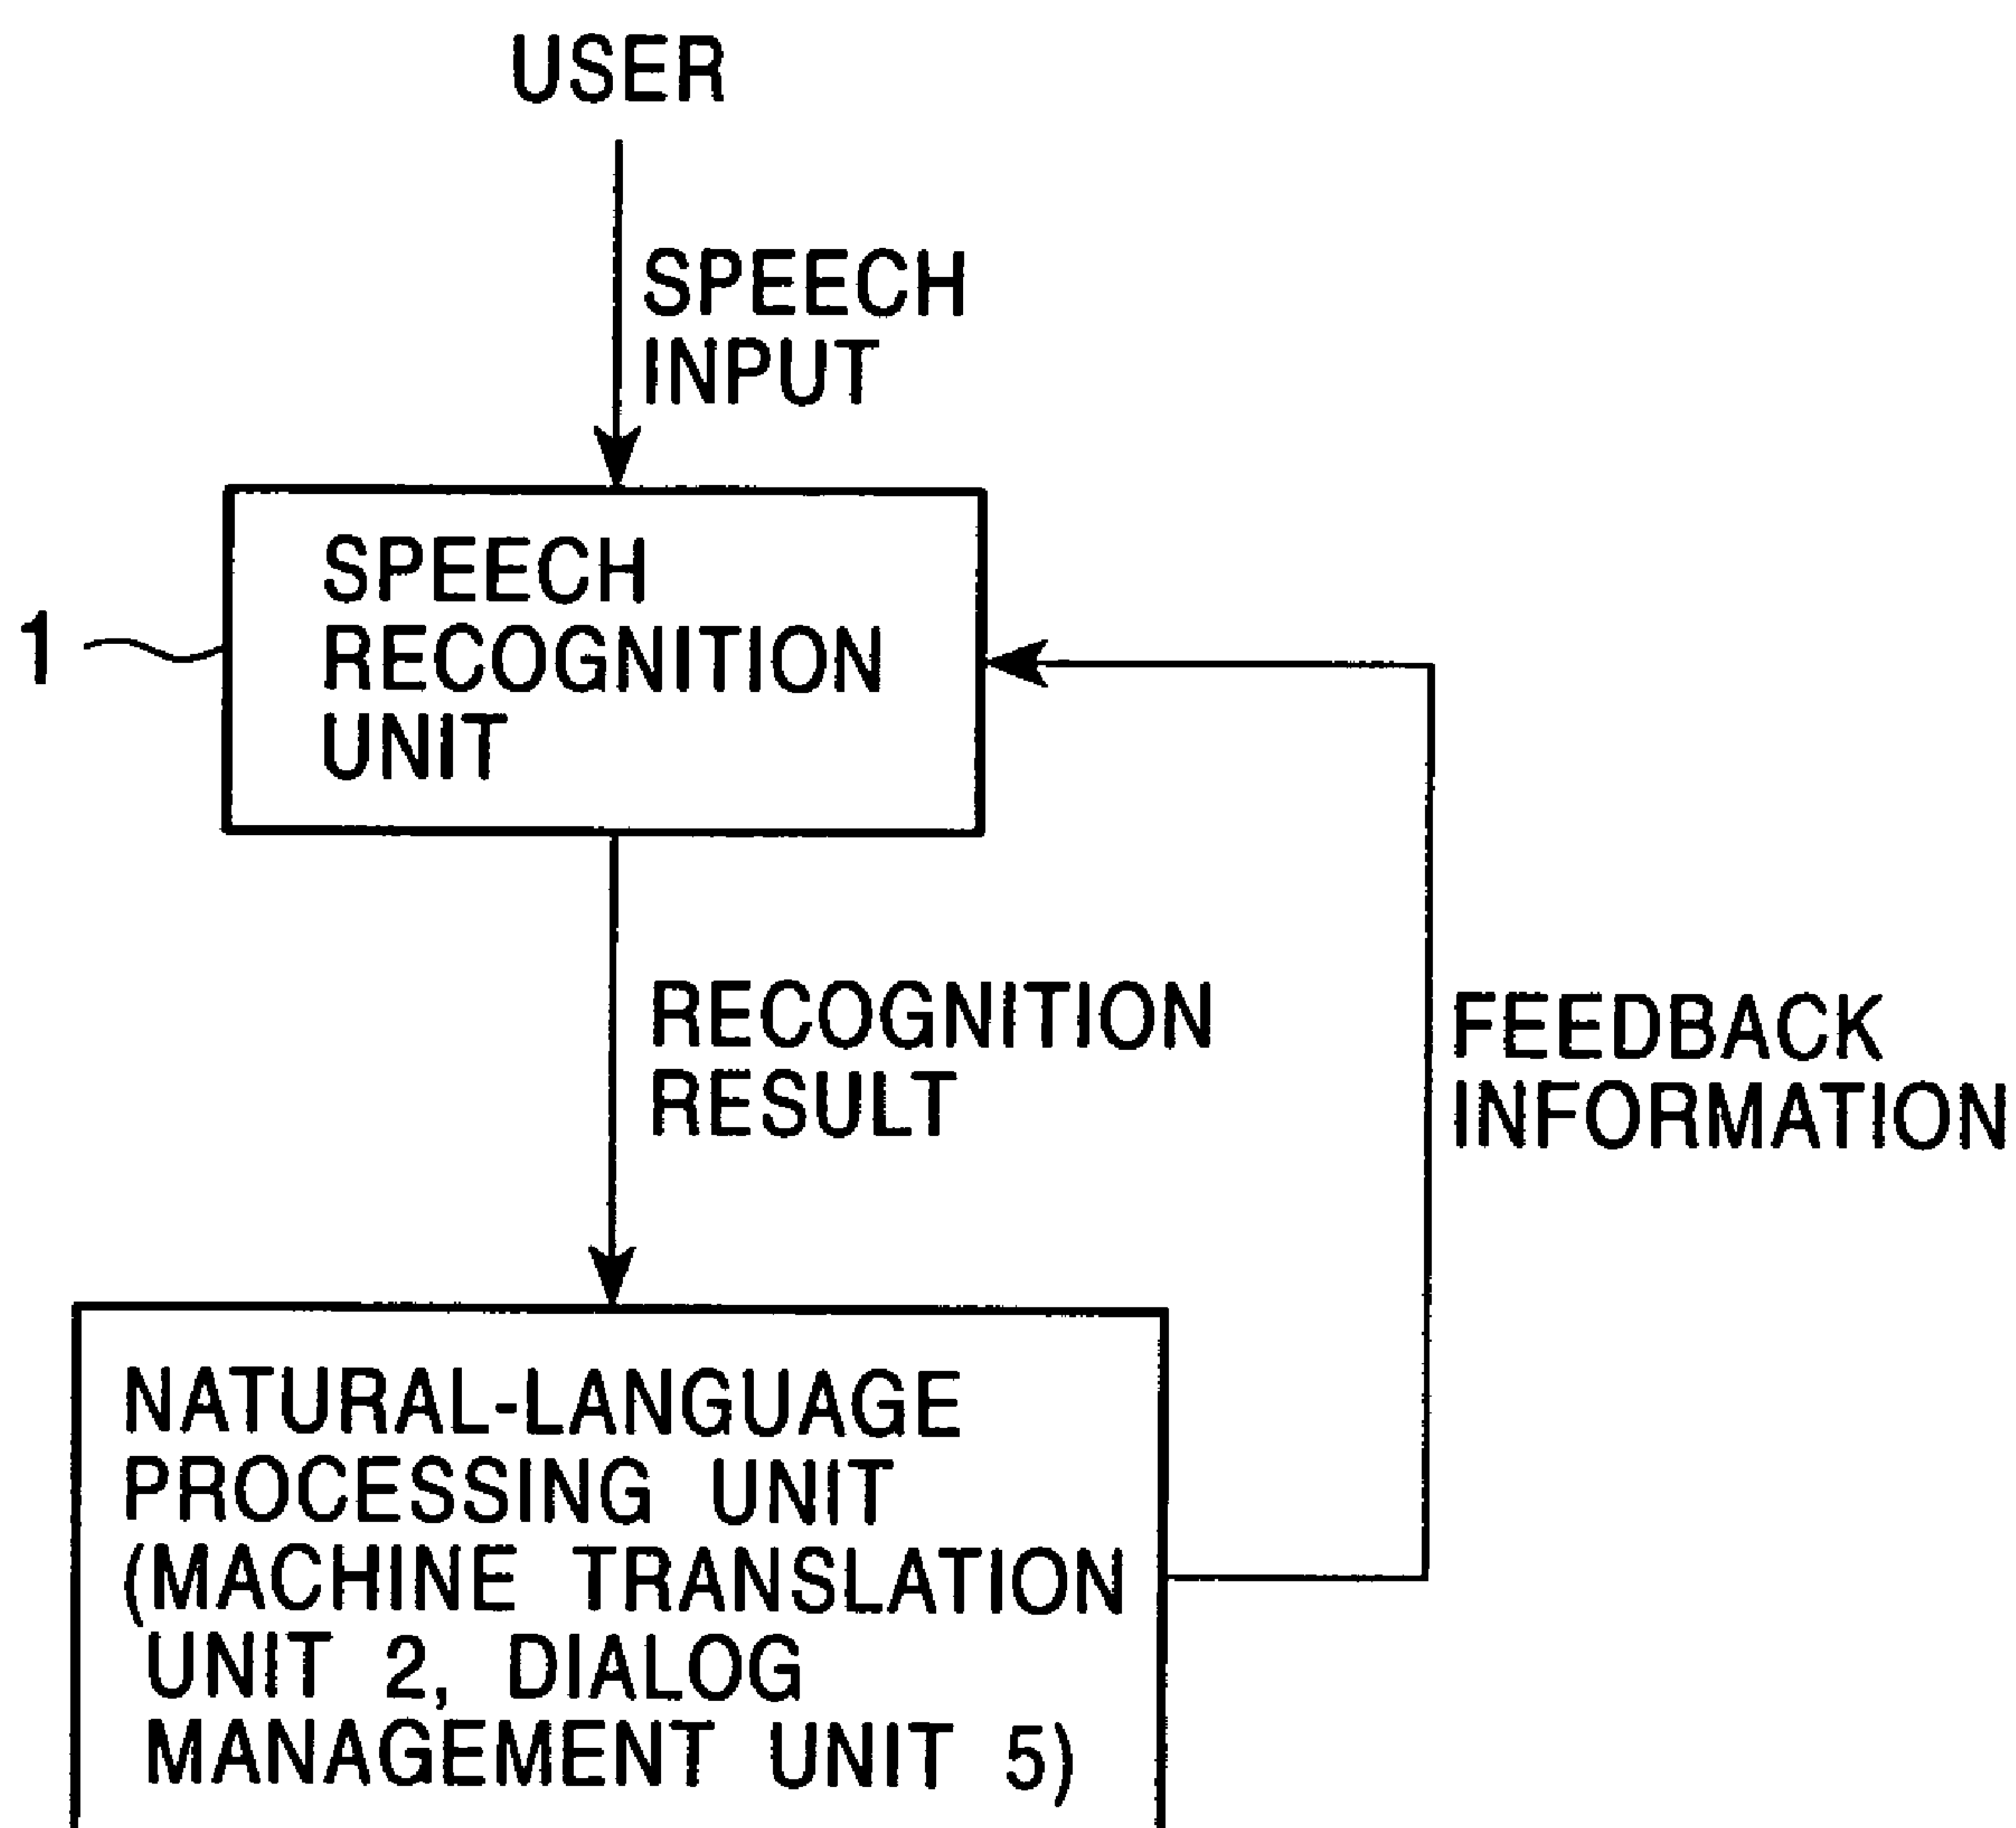 USER
SPEECH
INPUT
SPEECH
RECOGNITION
UNIT
1
RECOGNITION
RESULT
FEEDBACK
INFORMATION
NATURAL-LANGUAGE
PROCESSING UNIT
(MACHINE TRANSLATION
UNIT 2, DIALOG
MANAGEMENT UNIT 5)